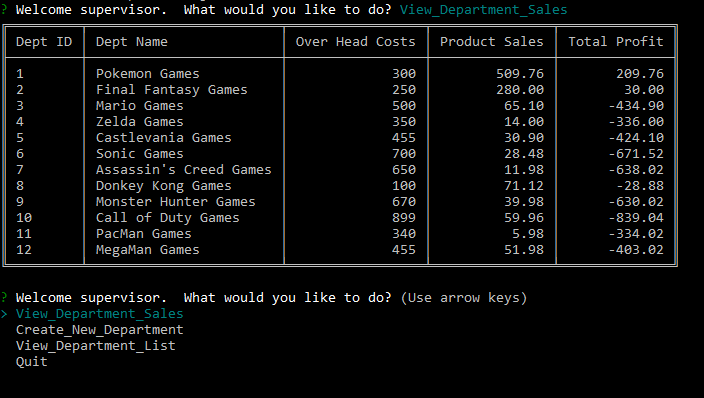 ? Welcome supervisor.  What would you like to do? View_Department_Sales
Dept ID Dept Name Over Head Costs Product Sales Total Profit
1 Pokemon Games 300 509.76 209.76
2 Final Fantasy Games 250 280.00 30.00
3 Mario Games 500 65.10 -434.90
4 Zelda Games 350 14.00 -336.00
5 Castlevania Games 455 30.90 -424.10
6 Sonic Games 700 28.48 -671.52
7 Assassin's Creed Games 650 11.98 -638.02
8 Donkey Kong Games 100 71.12 -28.88
9 Monster Hunter Games 670 39.98 -630.02
10 Call of Duty Games 899 59.96 -839.04
11 PacMan Games 340 5.98 -334.02
12 MegaMan Games 455 51.98 -403.02
? Welcome supervisor.  What would you like to do? (Use arrow keys)
> View_Department_Sales
Create_New_Department
View_Department_List
Quit